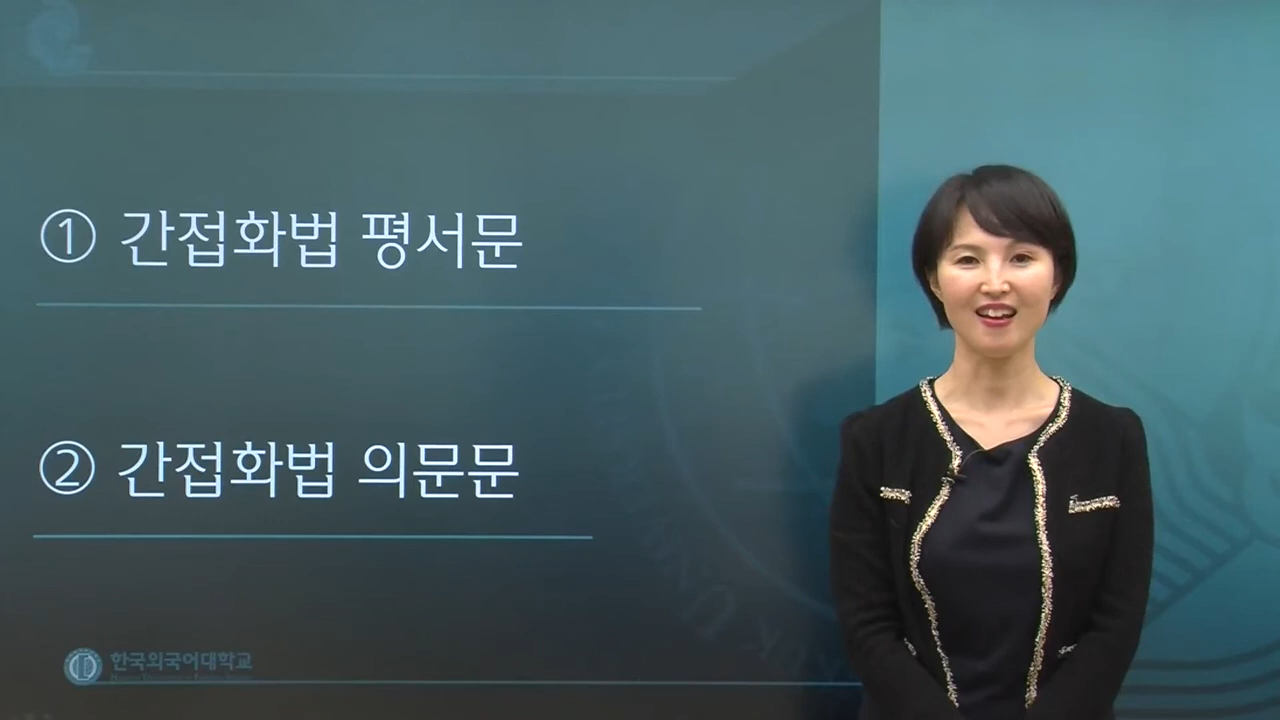 ① 간접화법 평서문
② 간접화법 의문문
한국외국어대학교